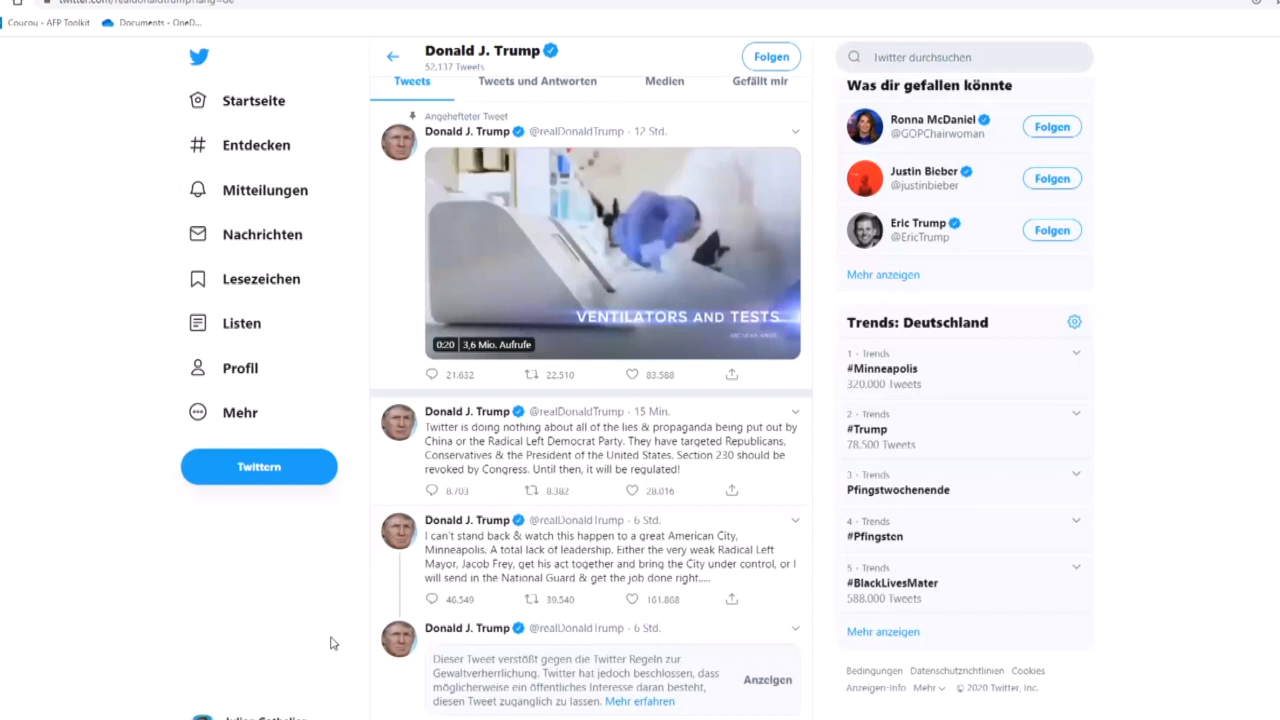 Coucou - AFP Toolkit
Documents - OneD...
Startseite
Entdecken
Mitteilungen
Nachrichten
Lesezeichen
Listen
Profil
Mehr
Twittern
Donald J. Trump
52.137 Tweets
Folgen
Tweets
Tweets und Antworten
Medien
Gefällt mir
Angehefteter Tweet
Donald J. Trump @realDonaldTrump · 12 Std.
VENTILATORS AND TESTS
0:20 3,6 Mio. Aufrufe
21.632 22.510 83.588
Donald J. Trump @realDonaldTrump · 15 Min.
Twitter is doing nothing about all of the lies & propaganda being put out by
China or the Radical Left Democrat Party. They have targeted Republicans,
Conservatives & the President of the United States. Section 230 should be
revoked by Congress. Until then, it will be regulated!
8.703 8.382 28.016
Donald J. Trump @realDonaldTrump · 6 Std.
I can't stand back & watch this happen to a great American City,
Minneapolis. A total lack of leadership. Either the very weak Radical Left
Mayor, Jacob Frey, get his act together and bring the City under control, or I
will send in the National Guard & get the job done right.....
46.549 39.540 161.868
Donald J. Trump @realDonaldTrump · 6 Std.
Dieser Tweet verstößt gegen die Twitter Regeln zur
Gewaltverherrlichung. Twitter hat jedoch beschlossen, dass
möglicherweise ein öffentliches Interesse daran besteht,
diesen Tweet zugänglich zu lassen. Mehr erfahren
Anzeigen
Twitter durchsuchen
Was dir gefallen könnte
Ronna McDaniel
@GOPChairwoman
Folgen
Justin Bieber
@justinbieber
Folgen
Eric Trump
@EricTrump
Folgen
Mehr anzeigen
Trends: Deutschland
1 · Trends
#Minneapolis
320.000 Tweets
2 · Trends
#Trump
78.500 Tweets
3 · Trends
Pfingstwochenende
4 · Trends
#Pfingsten
5 · Trends
#BlackLivesMater
588.000 Tweets
Mehr anzeigen
Bedingungen Datenschutzrichtlinien Cookies
Anzeigen-Info Mehr © 2020 Twitter, Inc.